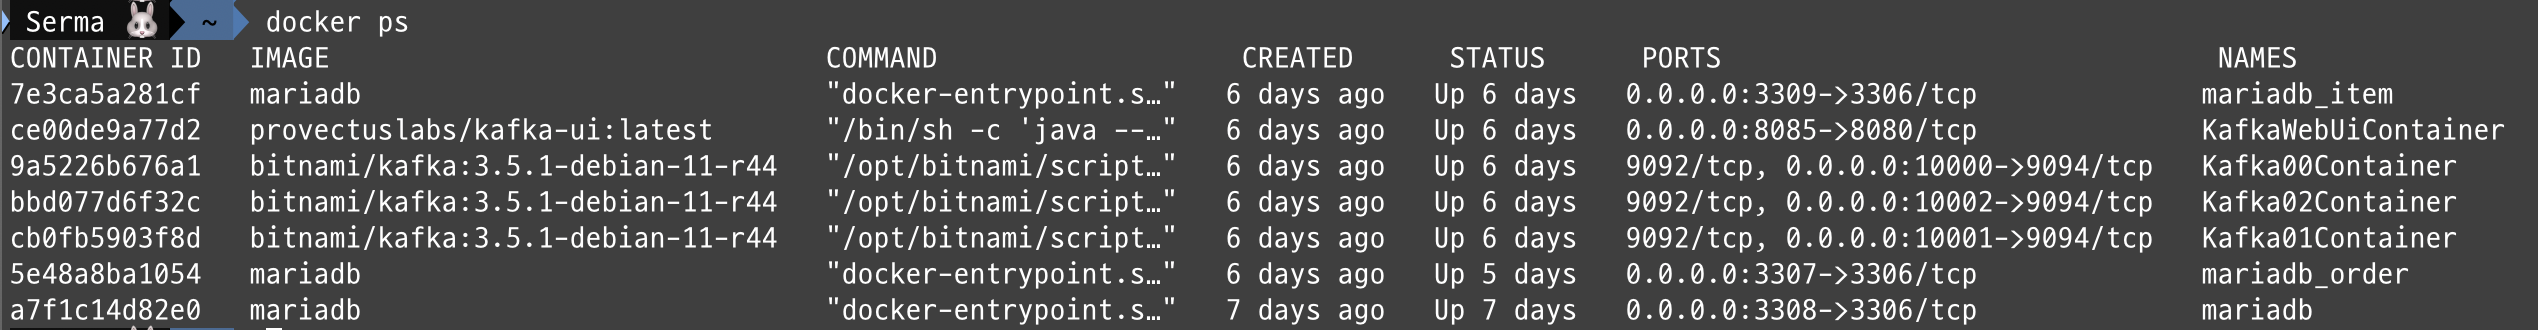 Serma 🐰 ~ docker ps
CONTAINER ID   IMAGE                               COMMAND                   CREATED      STATUS      PORTS                                NAMES
7e3ca5a281cf   mariadb                             "docker-entrypoint.s…"   6 days ago   Up 6 days   0.0.0.0:3309->3306/tcp               mariadb_item
ce00de9a77d2   provectuslabs/kafka-ui:latest       "/bin/sh -c 'java --…"   6 days ago   Up 6 days   0.0.0.0:8085->8080/tcp               KafkaWebUiContainer
9a5226b676a1   bitnami/kafka:3.5.1-debian-11-r44   "/opt/bitnami/script…"   6 days ago   Up 6 days   9092/tcp, 0.0.0.0:10000->9094/tcp   Kafka00Container
bbd077d6f32c   bitnami/kafka:3.5.1-debian-11-r44   "/opt/bitnami/script…"   6 days ago   Up 6 days   9092/tcp, 0.0.0.0:10002->9094/tcp   Kafka02Container
cb0fb5903f8d   bitnami/kafka:3.5.1-debian-11-r44   "/opt/bitnami/script…"   6 days ago   Up 6 days   9092/tcp, 0.0.0.0:10001->9094/tcp   Kafka01Container
5e48a8ba1054   mariadb                             "docker-entrypoint.s…"   6 days ago   Up 5 days   0.0.0.0:3307->3306/tcp               mariadb_order
a7f1c14d82e0   mariadb                             "docker-entrypoint.s…"   7 days ago   Up 7 days   0.0.0.0:3308->3306/tcp               mariadb